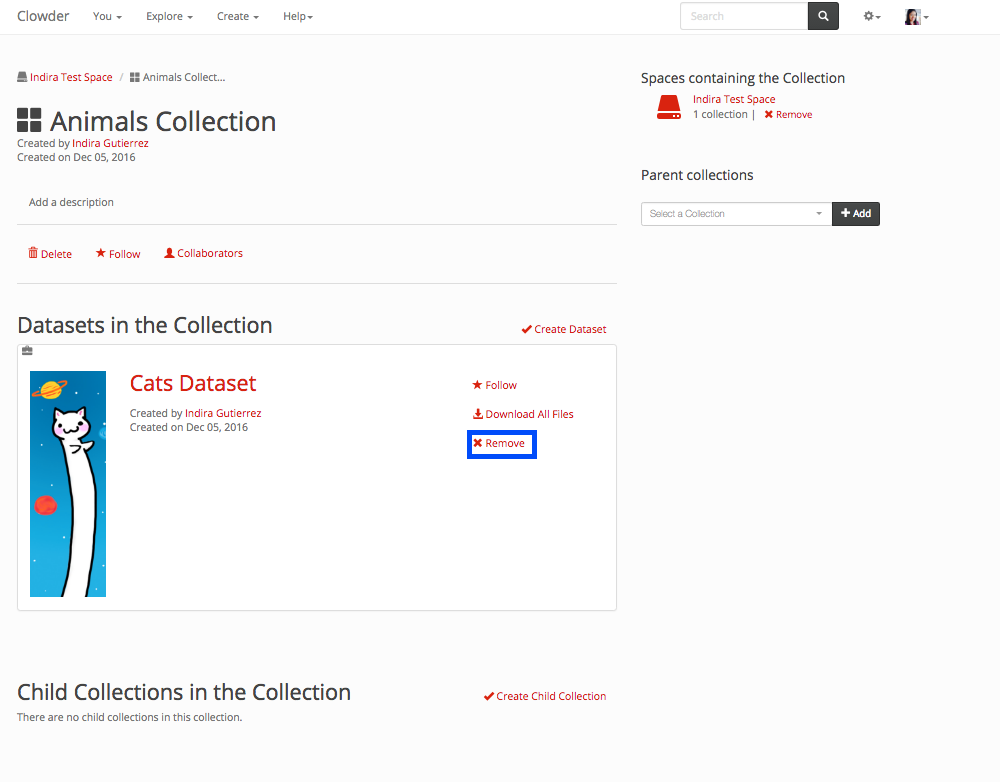 Clowder You Explore Create Help Search
Indira Test Space / Animals Collect...
Animals Collection
Created by Indira Gutierrez
Created on Dec 05, 2016
Add a description
Delete Follow Collaborators
Datasets in the Collection
Create Dataset
Cats Dataset
Created by Indira Gutierrez
Created on Dec 05, 2016
Follow
Download All Files
Remove
Child Collections in the Collection
Create Child Collection
There are no child collections in this collection.
Spaces containing the Collection
Indira Test Space
1 collection | Remove
Parent collections
Select a Collection Add